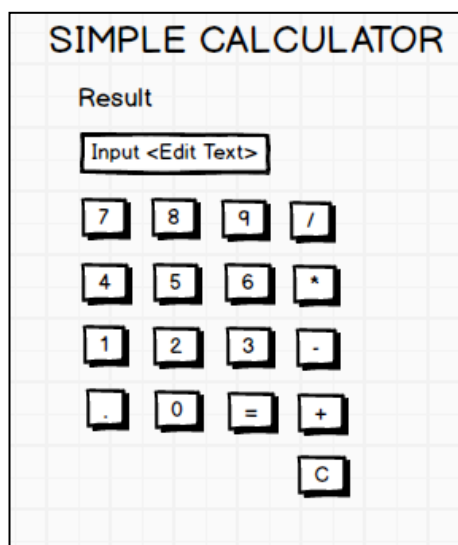 SIMPLE CALCULATOR
Result
Input <Edit Text>
7 8 9 /
4 5 6 *
1 2 3 -
. 0 = +
C